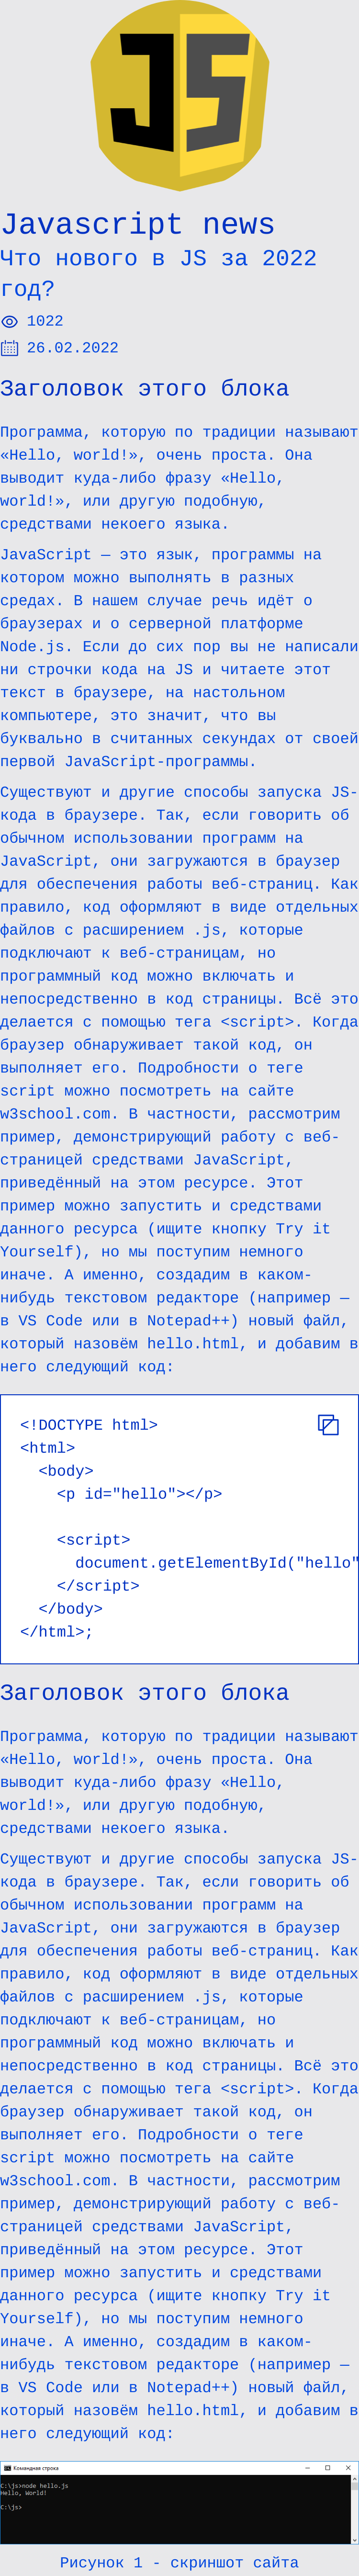 JS
Javascript news
Что нового в JS за 2022
год?
1022
26.02.2022
Заголовок этого блока
Программа, которую по традиции называют
«Hello, world!», очень проста. Она
выводит куда-либо фразу «Hello,
world!», или другую подобную,
средствами некоего языка.
JavaScript — это язык, программы на
котором можно выполнять в разных
средах. В нашем случае речь идёт о
браузерах и о серверной платформе
Node.js. Если до сих пор вы не написали
ни строчки кода на JS и читаете этот
текст в браузере, на настольном
компьютере, это значит, что вы
буквально в считанных секундах от своей
первой JavaScript-программы.
Существуют и другие способы запуска JS-
кода в браузере. Так, если говорить об
обычном использовании программ на
JavaScript, они загружаются в браузер
для обеспечения работы веб-страниц. Как
правило, код оформляют в виде отдельных
файлов с расширением .js, которые
подключают к веб-страницам, но
программный код можно включать и
непосредственно в код страницы. Всё это
делается с помощью тега <script>. Когда
браузер обнаруживает такой код, он
выполняет его. Подробности о теге
script можно посмотреть на сайте
w3school.com. В частности, рассмотрим
пример, демонстрирующий работу с веб-
страницей средствами JavaScript,
приведённый на этом ресурсе. Этот
пример можно запустить и средствами
данного ресурса (ищите кнопку Try it
Yourself), но мы поступим немного
иначе. А именно, создадим в каком-
нибудь текстовом редакторе (например —
в VS Code или в Notepad++) новый файл,
который назовём hello.html, и добавим в
него следующий код:
<!DOCTYPE html>
<html>
<body>
<p id="hello"></p>
<script>
document.getElementById("hello"
</script>
</body>
</html>;
Заголовок этого блока
Программа, которую по традиции называют
«Hello, world!», очень проста. Она
выводит куда-либо фразу «Hello,
world!», или другую подобную,
средствами некоего языка.
Существуют и другие способы запуска JS-
кода в браузере. Так, если говорить об
обычном использовании программ на
JavaScript, они загружаются в браузер
для обеспечения работы веб-страниц. Как
правило, код оформляют в виде отдельных
файлов с расширением .js, которые
подключают к веб-страницам, но
программный код можно включать и
непосредственно в код страницы. Всё это
делается с помощью тега <script>. Когда
браузер обнаруживает такой код, он
выполняет его. Подробности о теге
script можно посмотреть на сайте
w3school.com. В частности, рассмотрим
пример, демонстрирующий работу с веб-
страницей средствами JavaScript,
приведённый на этом ресурсе. Этот
пример можно запустить и средствами
данного ресурса (ищите кнопку Try it
Yourself), но мы поступим немного
иначе. А именно, создадим в каком-
нибудь текстовом редакторе (например —
в VS Code или в Notepad++) новый файл,
который назовём hello.html, и добавим в
него следующий код:
Командная строка
C:\js>node hello.js
Hello, World!
C:\js>
Рисунок 1 - скриншот сайта